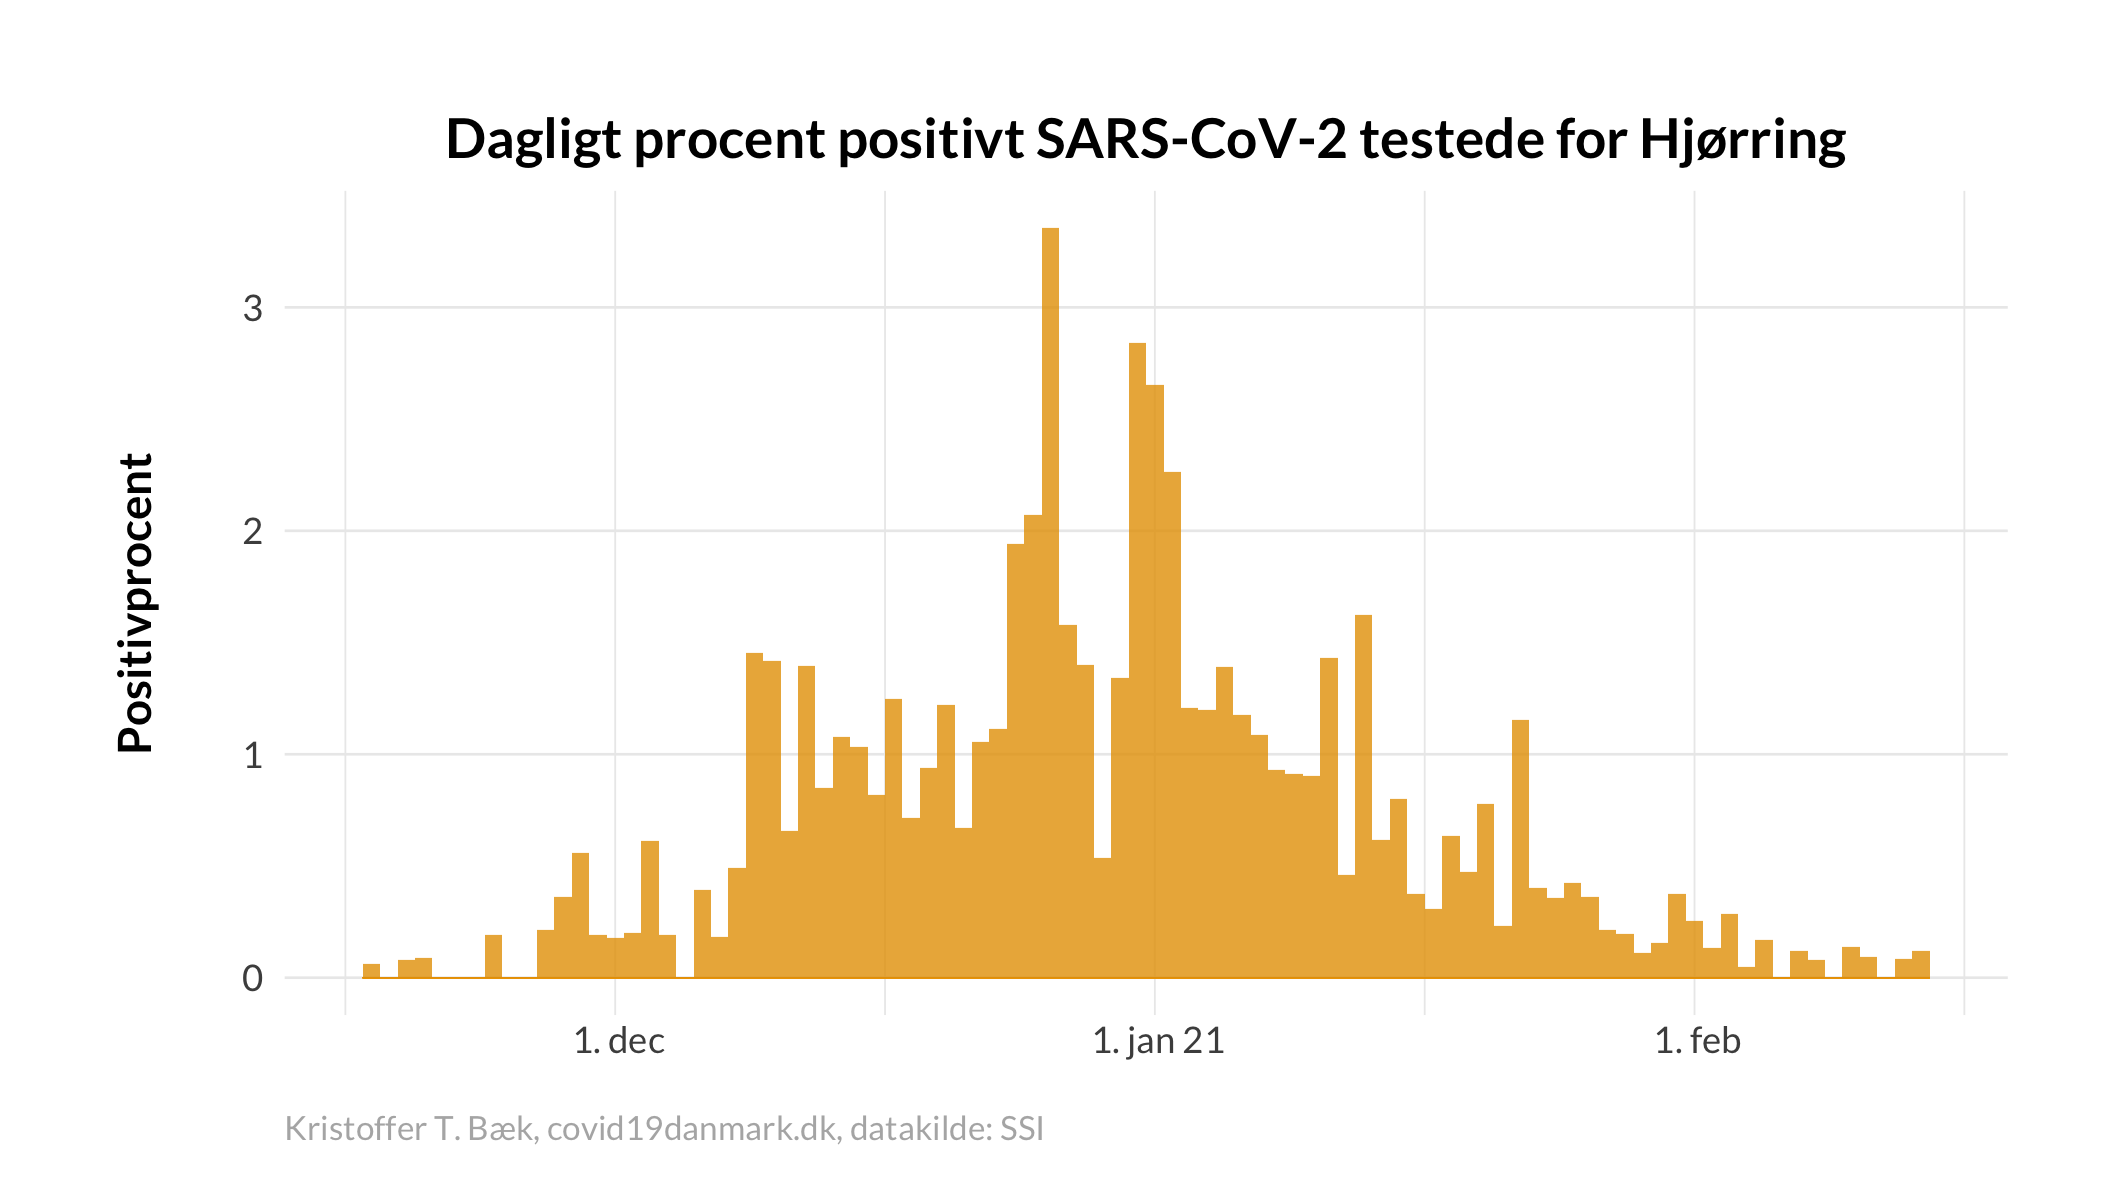 Dagligt procent positivt SARS-CoV-2 testede for Hjørring
Positivprocent
3
2
1
0
1. dec
1. jan 21
1. feb
Kristoffer T. Bæk, covid19danmark.dk, datakilde: SSI